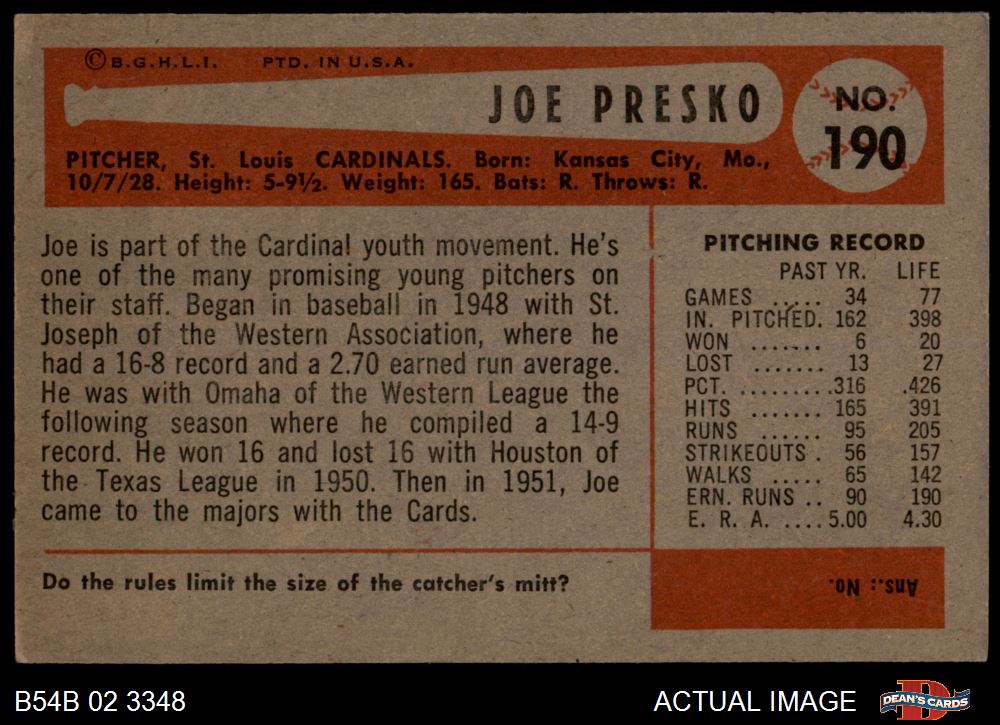 © B.G.H.L.I. PTD. IN U.S.A.
JOE PRESKO
NO.
190
PITCHER, St. Louis CARDINALS. Born: Kansas City, Mo.,
10/7/28. Height: 5-9½. Weight: 165. Bats: R. Throws: R.
Joe is part of the Cardinal youth movement. He's
one of the many promising young pitchers on
their staff. Began in baseball in 1948 with St.
Joseph of the Western Association, where he
had a 16-8 record and a 2.70 earned run average.
He was with Omaha of the Western League the
following season where he compiled a 14-9
record. He won 16 and lost 16 with Houston of
the Texas League in 1950. Then in 1951, Joe
came to the majors with the Cards.
PITCHING RECORD
PAST YR. LIFE
GAMES ..... 34 77
IN. PITCHED. 162 398
WON ....... 6 20
LOST ....... 13 27
PCT. ........ .316 .426
HITS ....... 165 391
RUNS ...... 95 205
STRIKEOUTS . 56 157
WALKS ..... 65 142
ERN. RUNS .. 90 190
E. R. A. .... 5.00 4.30
Do the rules limit the size of the catcher's mitt?
Ans.: No.
B54B 02 3348
ACTUAL IMAGE
DEAN'S CARDS